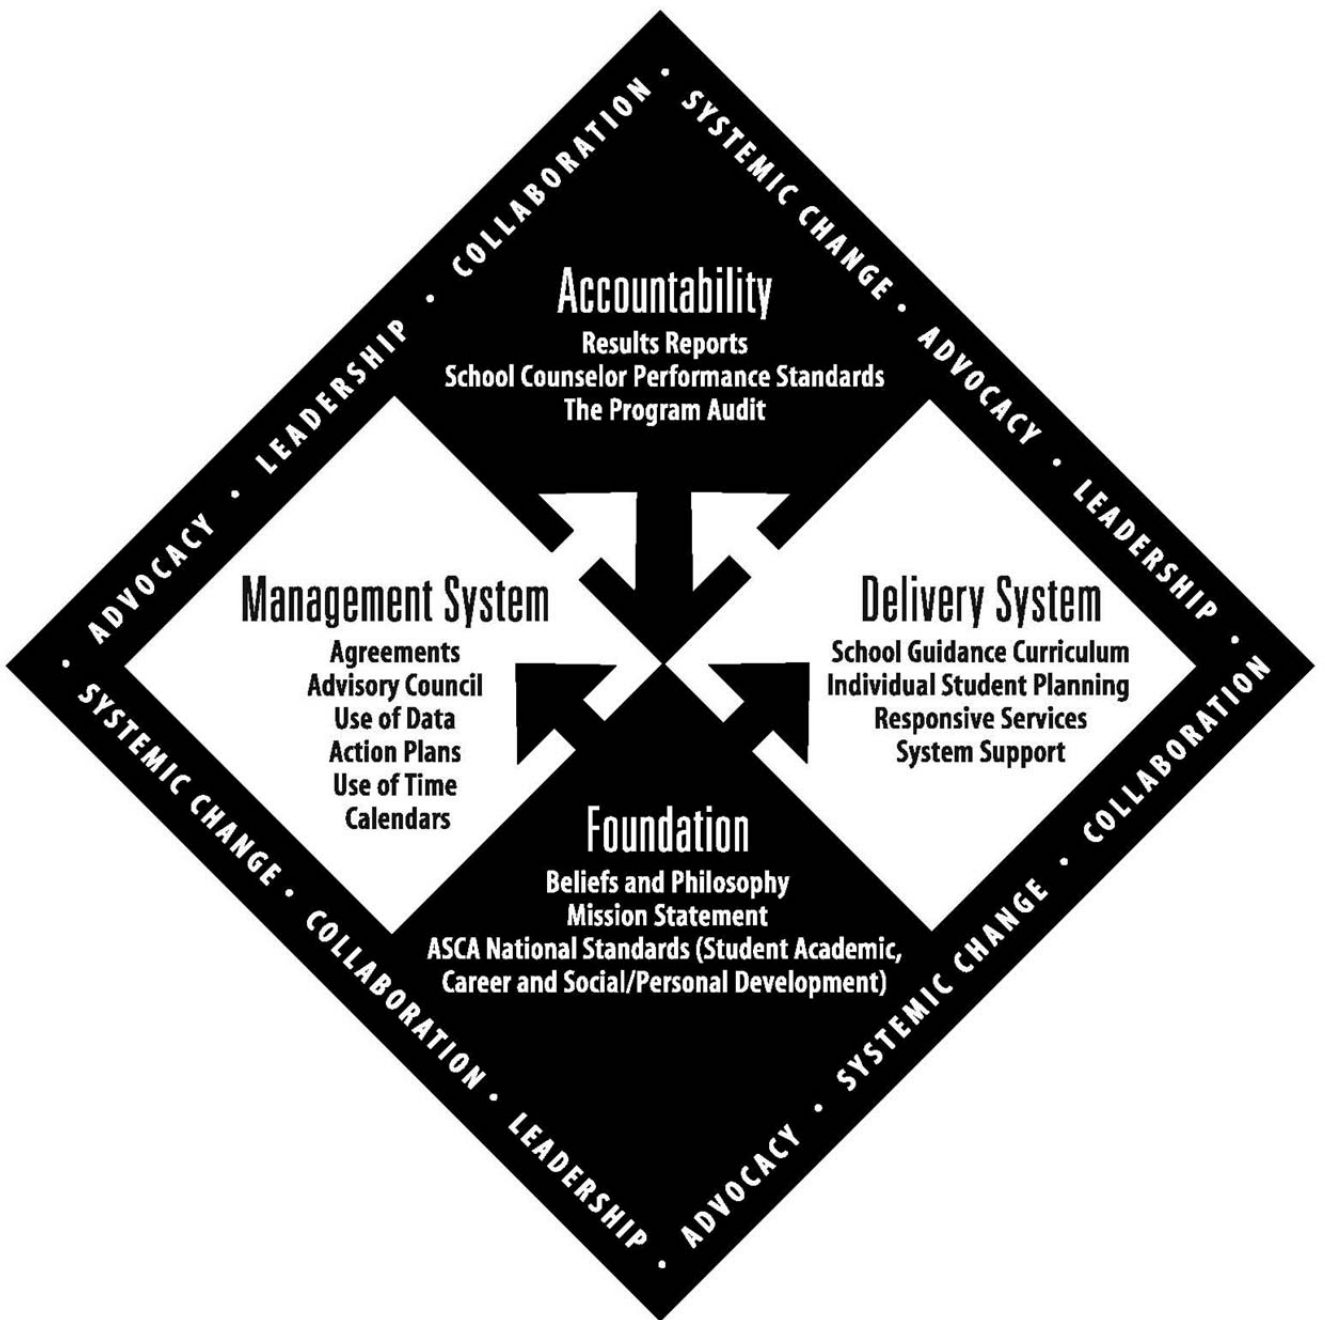 COLLABORATION • SYSTEMIC CHANGE • ADVOCACY • LEADERSHIP •
ADVOCACY • LEADERSHIP •
Accountability
Results Reports
School Counselor Performance Standards
The Program Audit
Management System
Agreements
Advisory Council
Use of Data
Action Plans
Use of Time
Calendars
Delivery System
School Guidance Curriculum
Individual Student Planning
Responsive Services
System Support
Foundation
Beliefs and Philosophy
Mission Statement
ASCA National Standards (Student Academic,
Career and Social/Personal Development)
• SYSTEMIC CHANGE • COLLABORATION • LEADERSHIP •
ADVOCACY • SYSTEMIC CHANGE • COLLABORATION